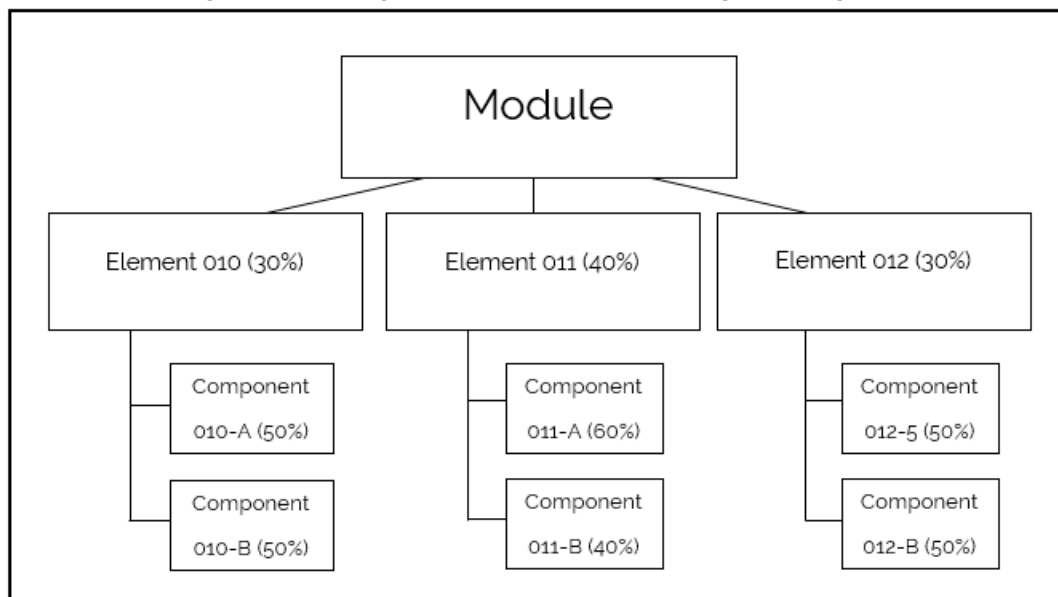 Module
Element 010 (30%)
Element 011 (40%)
Element 012 (30%)
Component
010-A (50%)
Component
011-A (60%)
Component
012-5 (50%)
Component
010-B (50%)
Component
011-B (40%)
Component
012-B (50%)